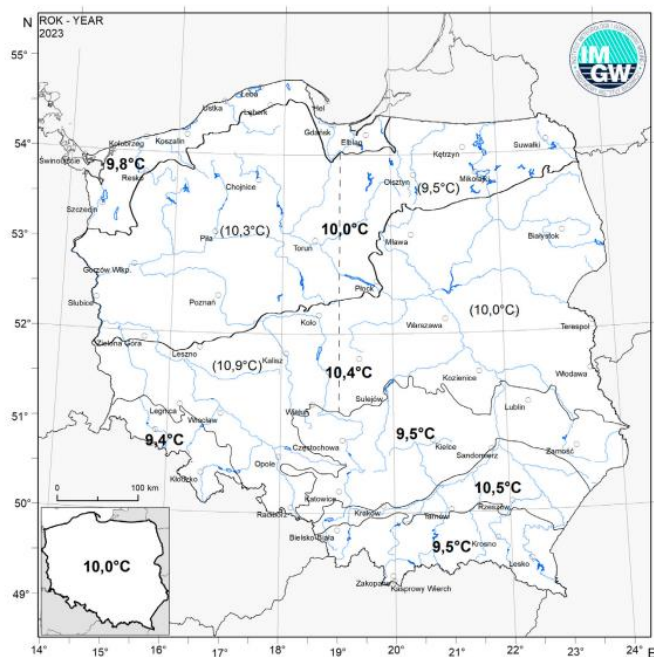 N
ROK - YEAR
2023
IM
GW
55°
54°
53°
52°
51°
50°
49°
Łeba
Ustka
Lębork
Hel
Kołobrzeg
Koszalin
Gdańsk
Elbląg
Kętrzyn
Suwałki
Świnoujście
9,8°C
Resko
Chojnice
Olsztyn
Mikołajki
(9,5°C)
Szczecin
Piła
(10,3°C)
10,0°C
Toruń
Mława
Białystok
Gorzów Wlkp.
Płock
Słubice
Poznań
(10,0°C)
Koło
Warszawa
Terespol
Zielona Góra
Leszno
(10,9°C)
Kalisz
10,4°C
Kozienice
Włodawa
Sulejów
Legnica
Wrocław
Wieluń
Lublin
9,4°C
9,5°C
Częstochowa
Kielce
Sandomierz
Zamość
Kłodzko
Opole
0
100 km
Katowice
10,5°C
Racibórz
Kraków
Tarnów
Rzeszów
Bielsko-Biała
9,5°C
Krosno
Lesko
10,0°C
Zakopane
Kasprowy Wierch
14°
15°
16°
17°
18°
19°
20°
21°
22°
23°
E